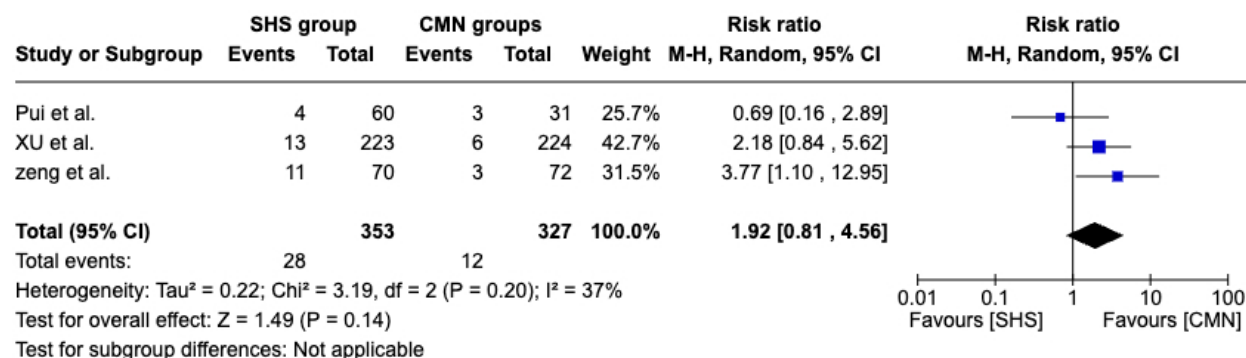 SHS group CMN groups Risk ratio Risk ratio
Study or Subgroup Events Total Events Total Weight M-H, Random, 95% CI M-H, Random, 95% CI
Pui et al. 4 60 3 31 25.7% 0.69 [0.16 , 2.89]
XU et al. 13 223 6 224 42.7% 2.18 [0.84 , 5.62]
zeng et al. 11 70 3 72 31.5% 3.77 [1.10 , 12.95]
Total (95% CI) 353 327 100.0% 1.92 [0.81 , 4.56]
Total events: 28 12
Heterogeneity: Tau² = 0.22; Chi² = 3.19, df = 2 (P = 0.20); I² = 37%
Test for overall effect: Z = 1.49 (P = 0.14)
Test for subgroup differences: Not applicable
0.01 0.1 1 10 100
Favours [SHS] Favours [CMN]